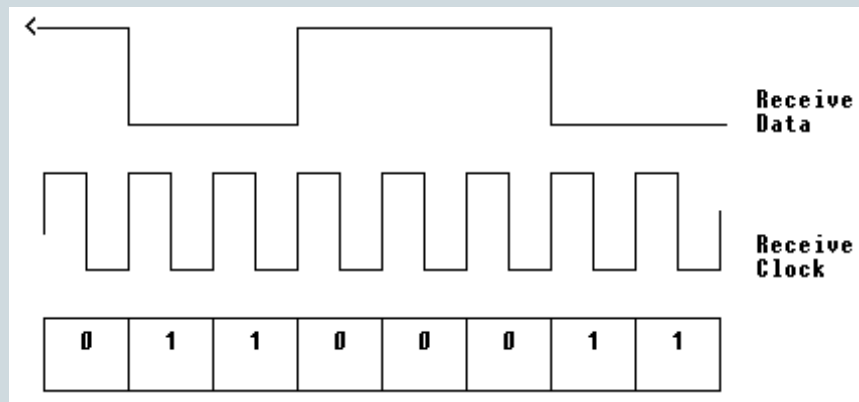 Receive
Data
Receive
Clock
0 1 1 0 0 0 1 1